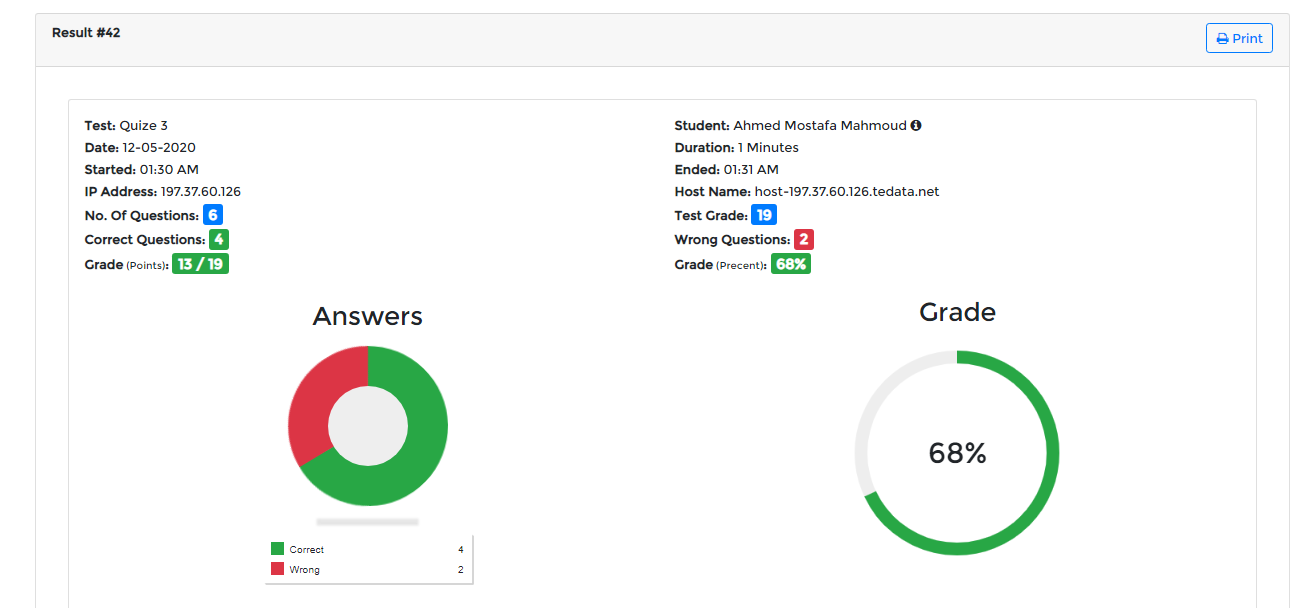 Result #42
Print
Test: Quize 3
Date: 12-05-2020
Started: 01:30 AM
IP Address: 197.37.60.126
No. Of Questions: 6
Correct Questions: 4
Grade (Points): 13 / 19
Student: Ahmed Mostafa Mahmoud
Duration: 1 Minutes
Ended: 01:31 AM
Host Name: host-197.37.60.126.tedata.net
Test Grade: 19
Wrong Questions: 2
Grade (Precent): 68%
Answers
Correct 4
Wrong 2
Grade
68%